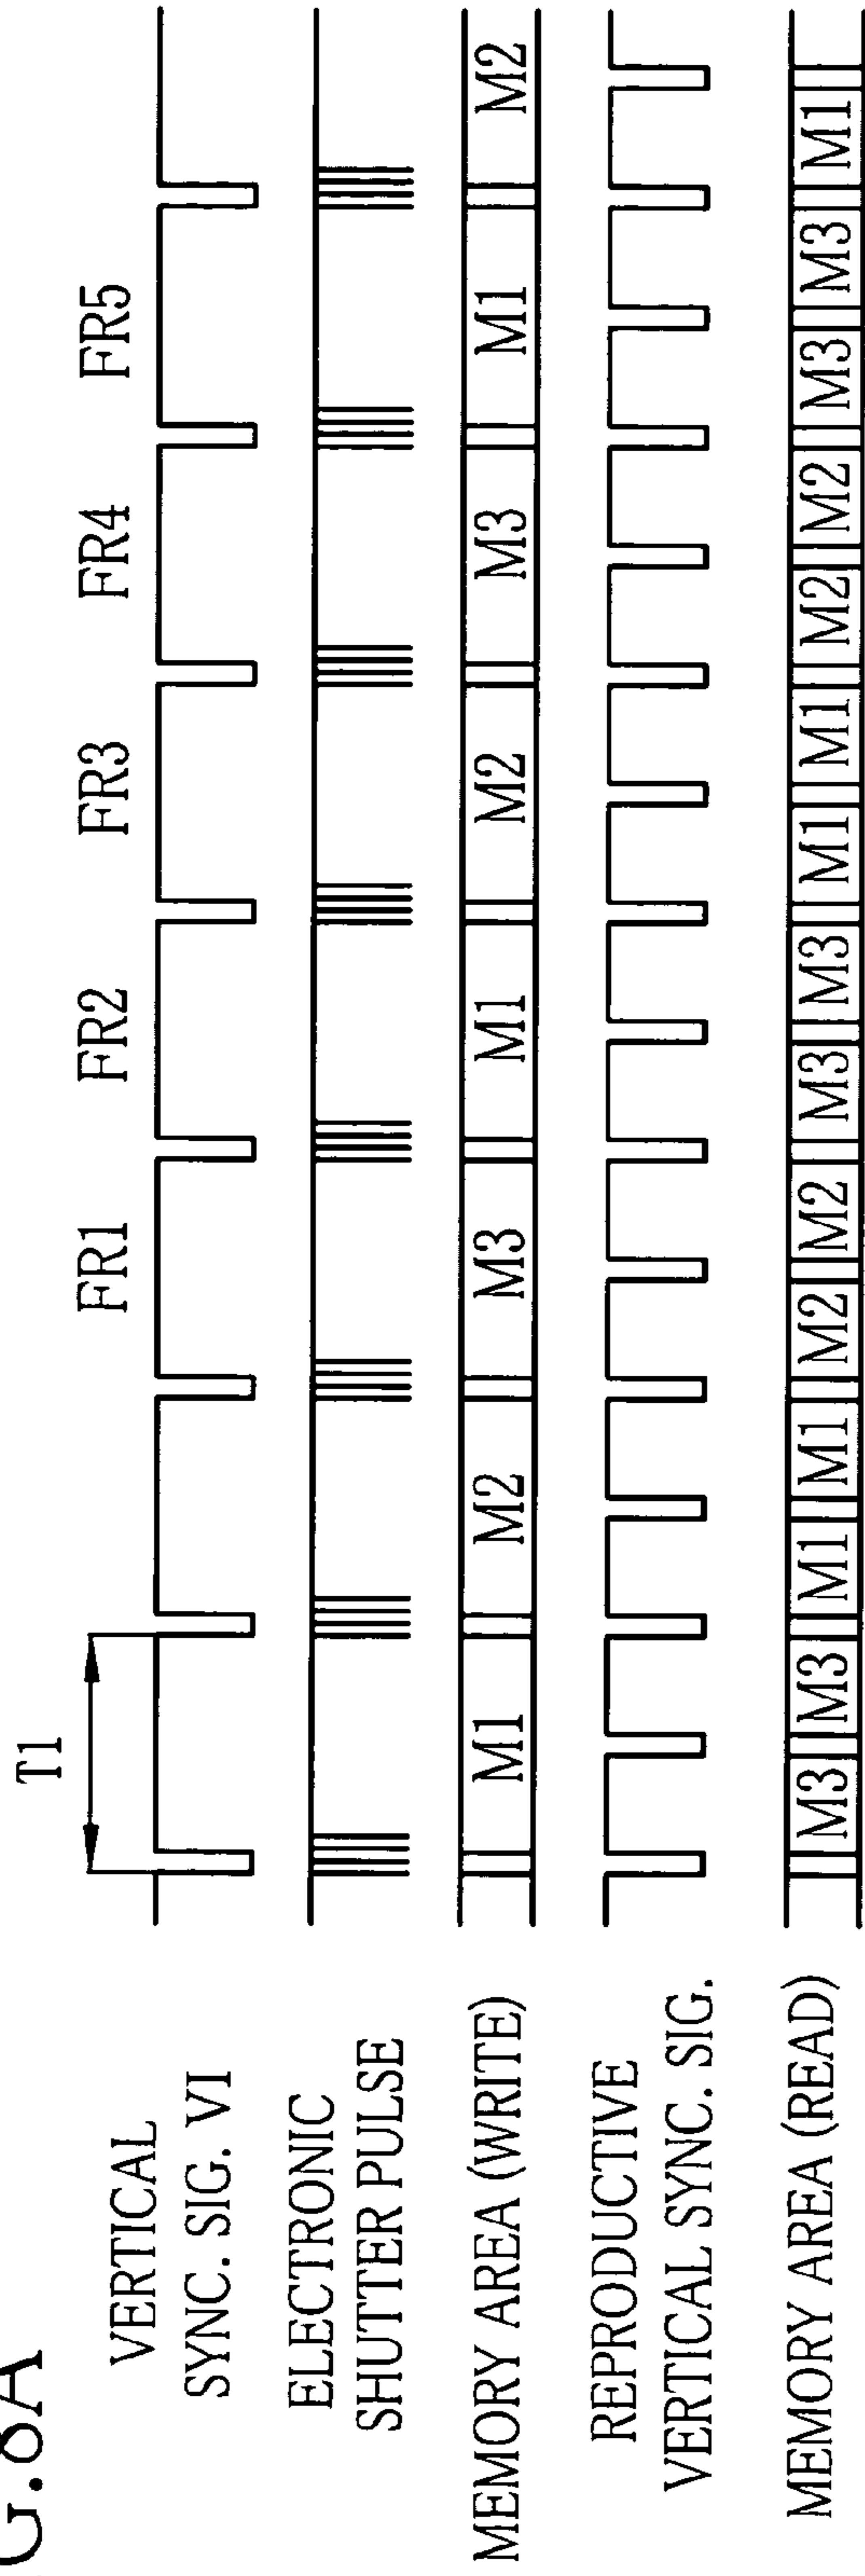 G.8A
T1
FR1 FR2 FR3 FR4 FR5
VERTICAL
SYNC. SIG. VI
ELECTRONIC
SHUTTER PULSE
MEMORY AREA (WRITE) M1 M2 M3 M1 M2 M3 M1 M2
REPRODUCTIVE
VERTICAL SYNC. SIG.
MEMORY AREA (READ) M3 M3 M1 M1 M2 M2 M3 M3 M1 M1 M2 M2 M3 M3 M1